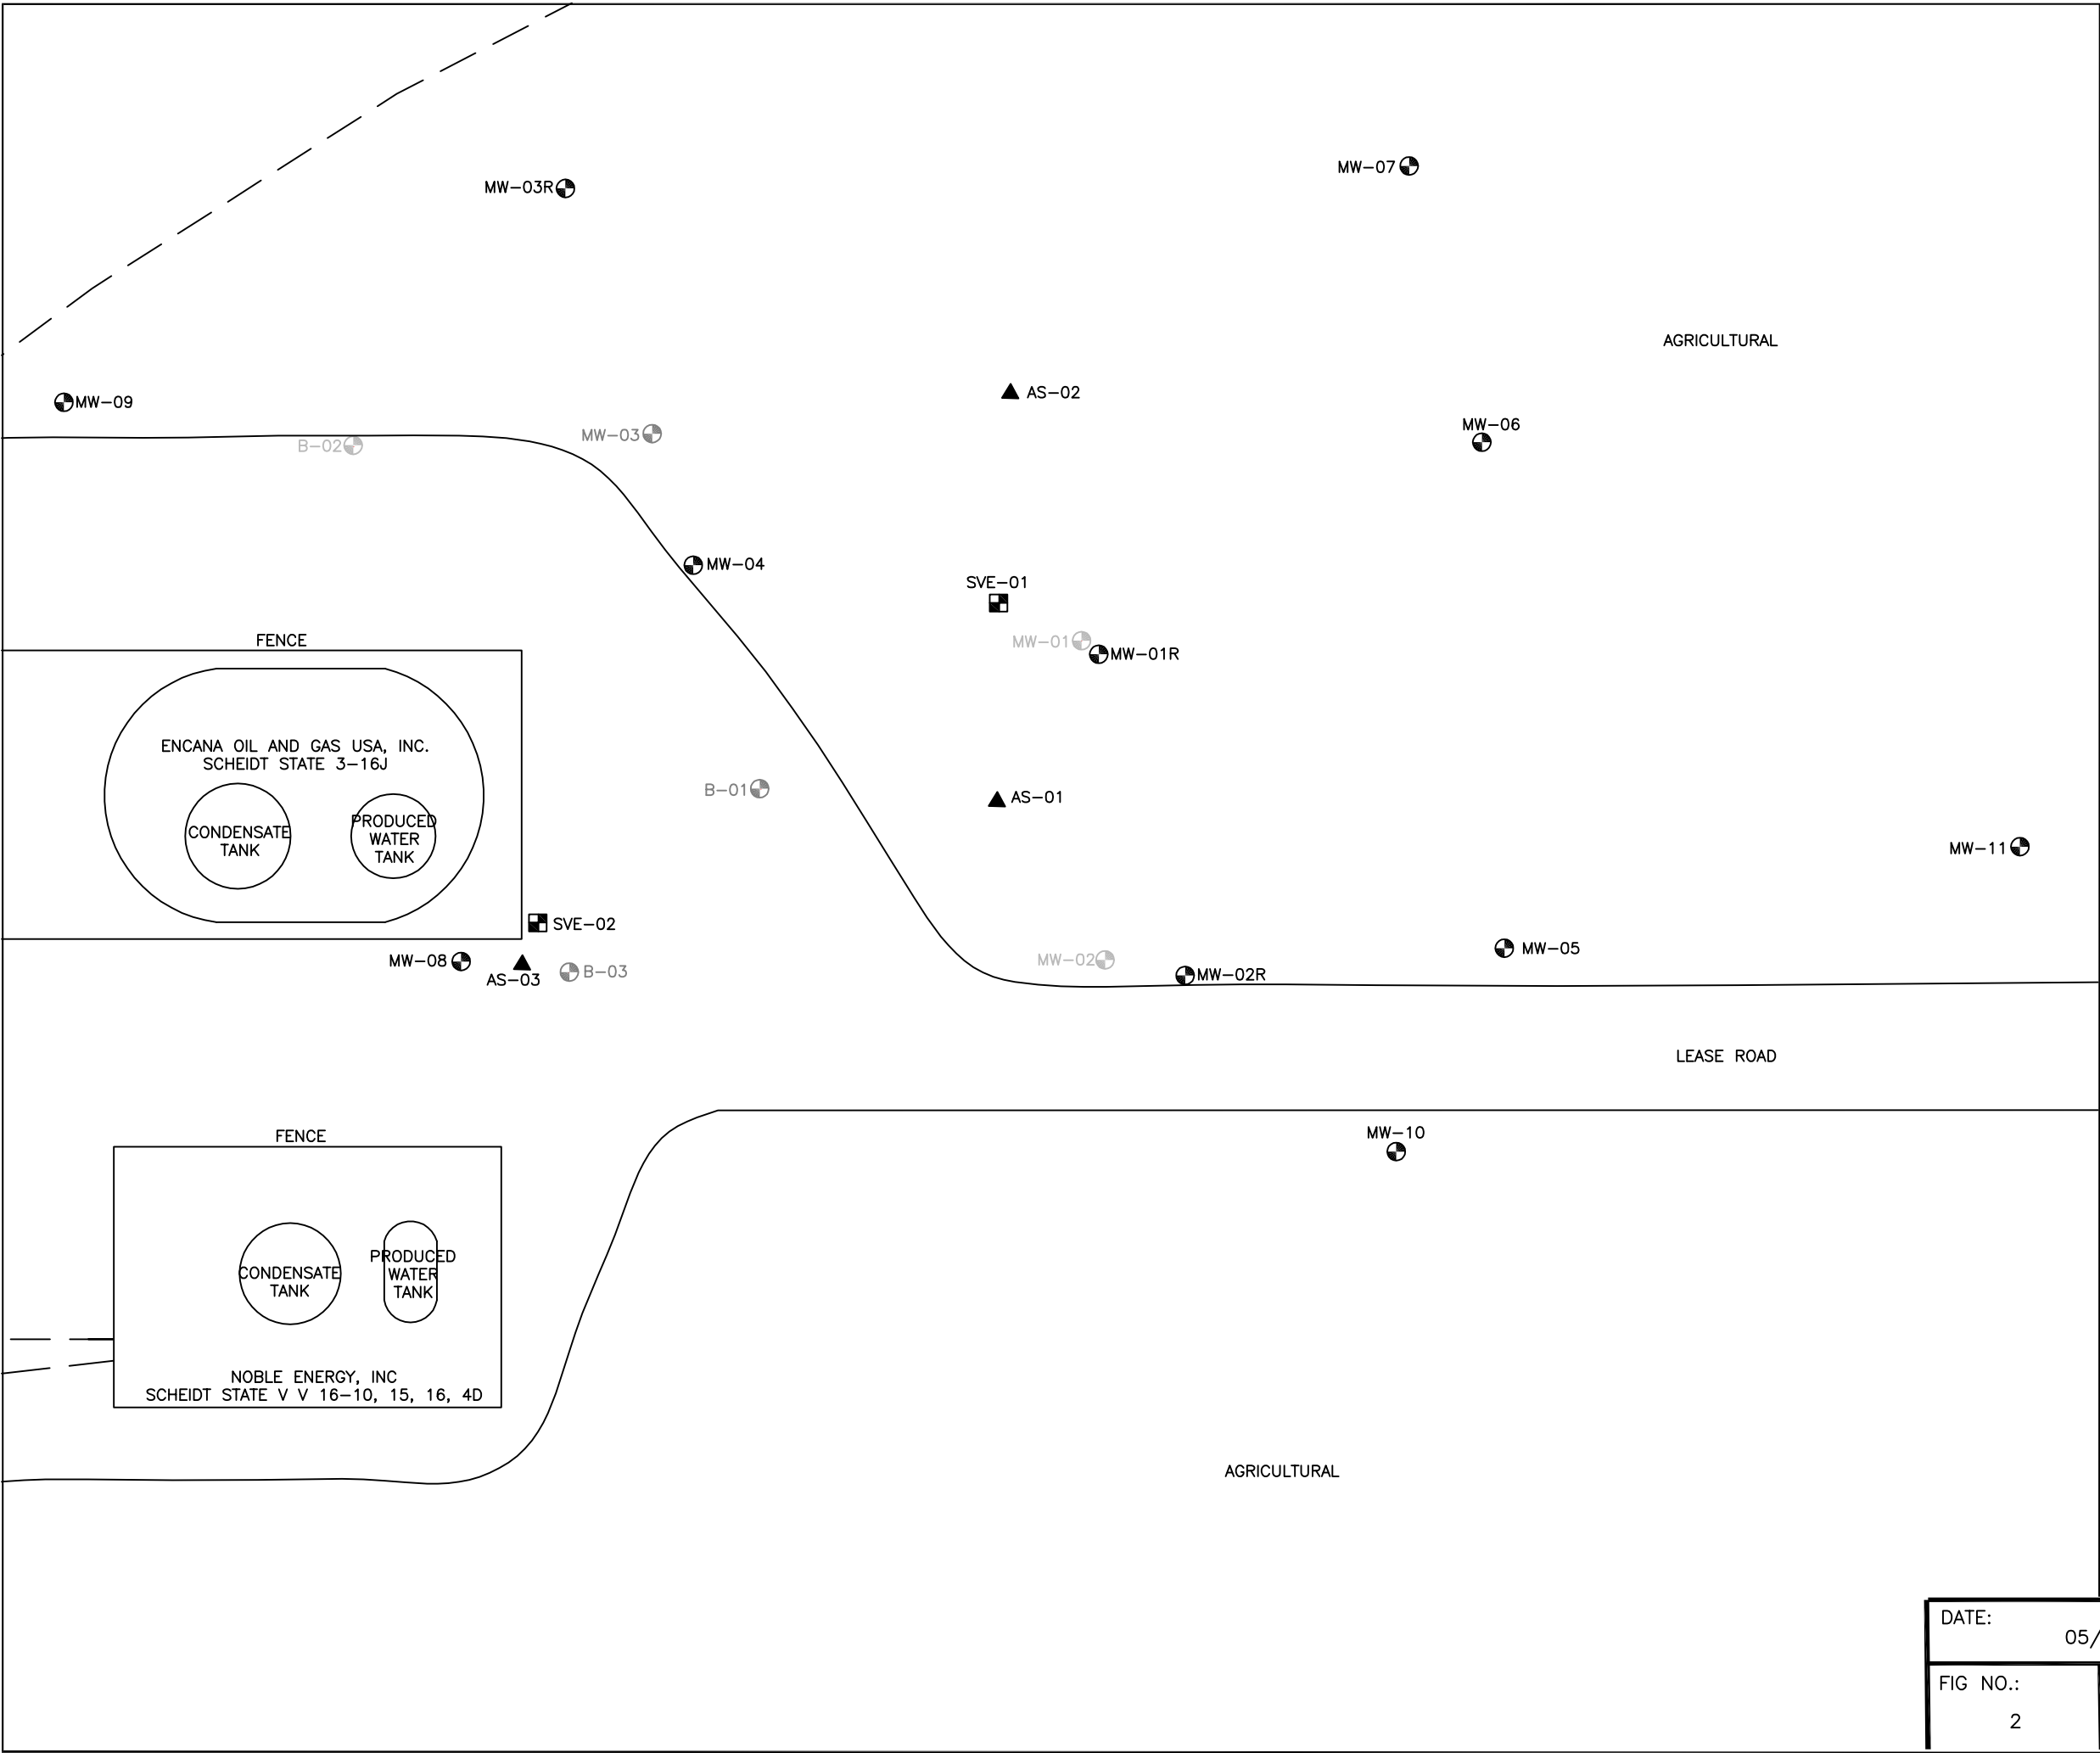 MW-07
MW-03R
AGRICULTURAL
AS-02
MW-09
MW-06
MW-03
B-02
MW-04
SVE-01
FENCE
MW-01
MW-01R
ENCANA OIL AND GAS USA, INC.
SCHEIDT STATE 3-16J
B-01
AS-01
CONDENSATE
TANK
PRODUCED
WATER
TANK
MW-11
SVE-02
MW-05
MW-08
MW-02
AS-03
B-03
MW-02R
LEASE ROAD
FENCE
MW-10
CONDENSATE
TANK
PRODUCED
WATER
TANK
NOBLE ENERGY, INC
SCHEIDT STATE V V 16-10, 15, 16, 4D
AGRICULTURAL
DATE:
05/
FIG NO.:
2